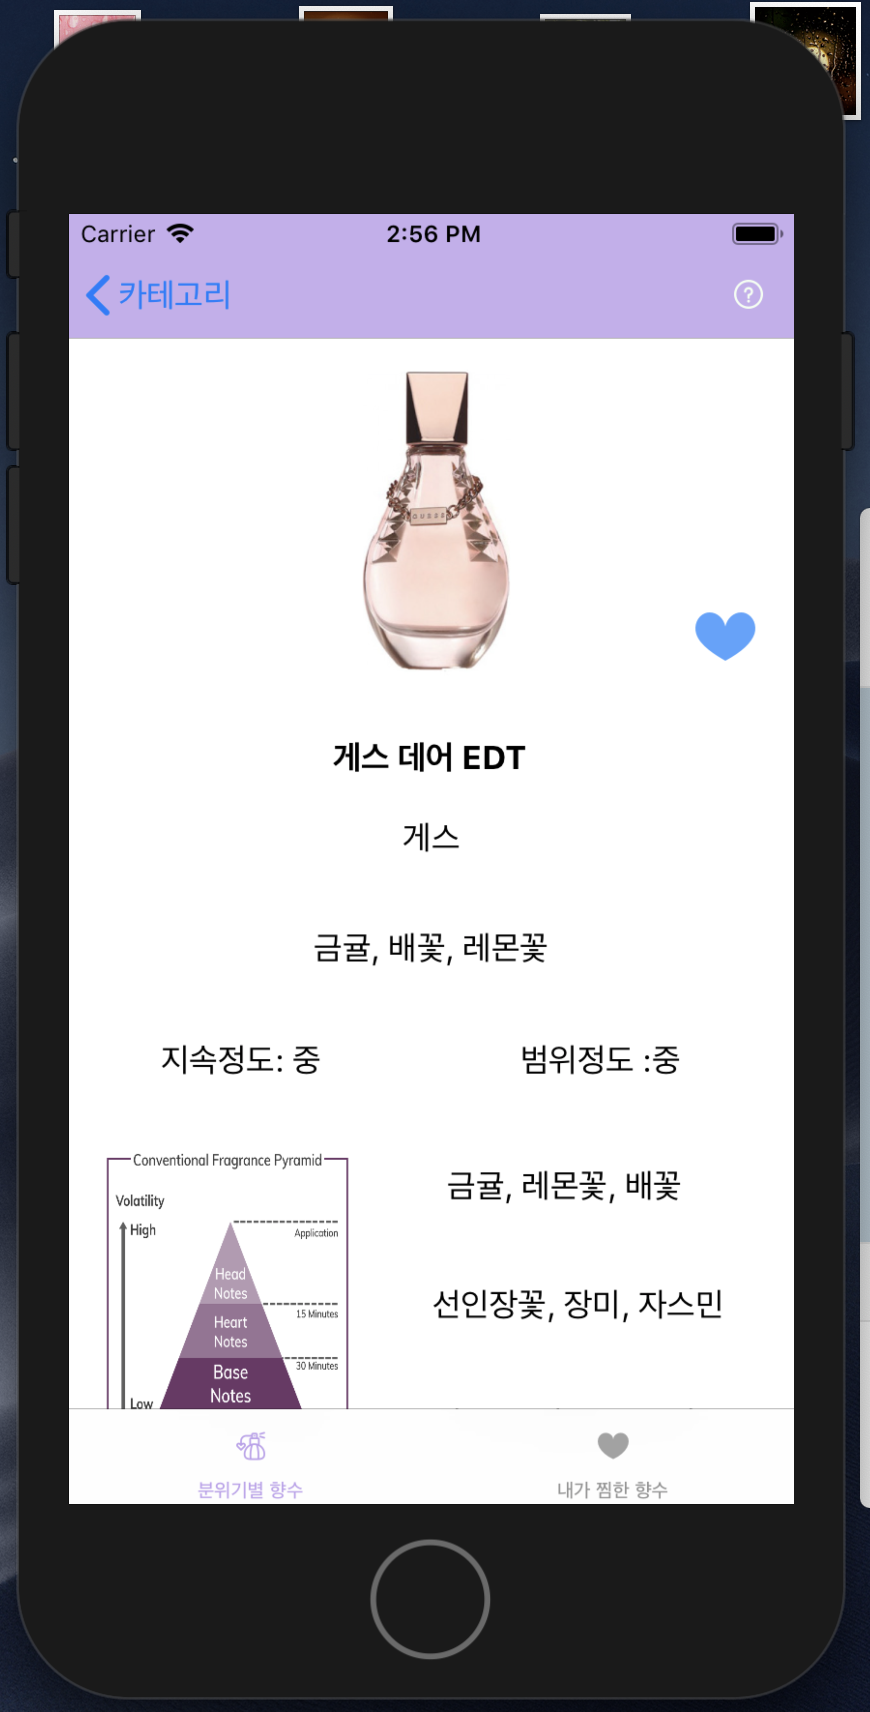 Carrier 2:56 PM
카테고리
?
GUESS
게스 데어 EDT
게스
금귤, 배꽃, 레몬꽃
지속정도: 중 범위정도 :중
Conventional Fragrance Pyramid
Volatility
High
Application
Head
Notes
15 Minutes
Heart
Notes
30 Minutes
Base
Notes
Low
금귤, 레몬꽃, 배꽃
선인장꽃, 장미, 자스민
분위기별 향수 내가 찜한 향수